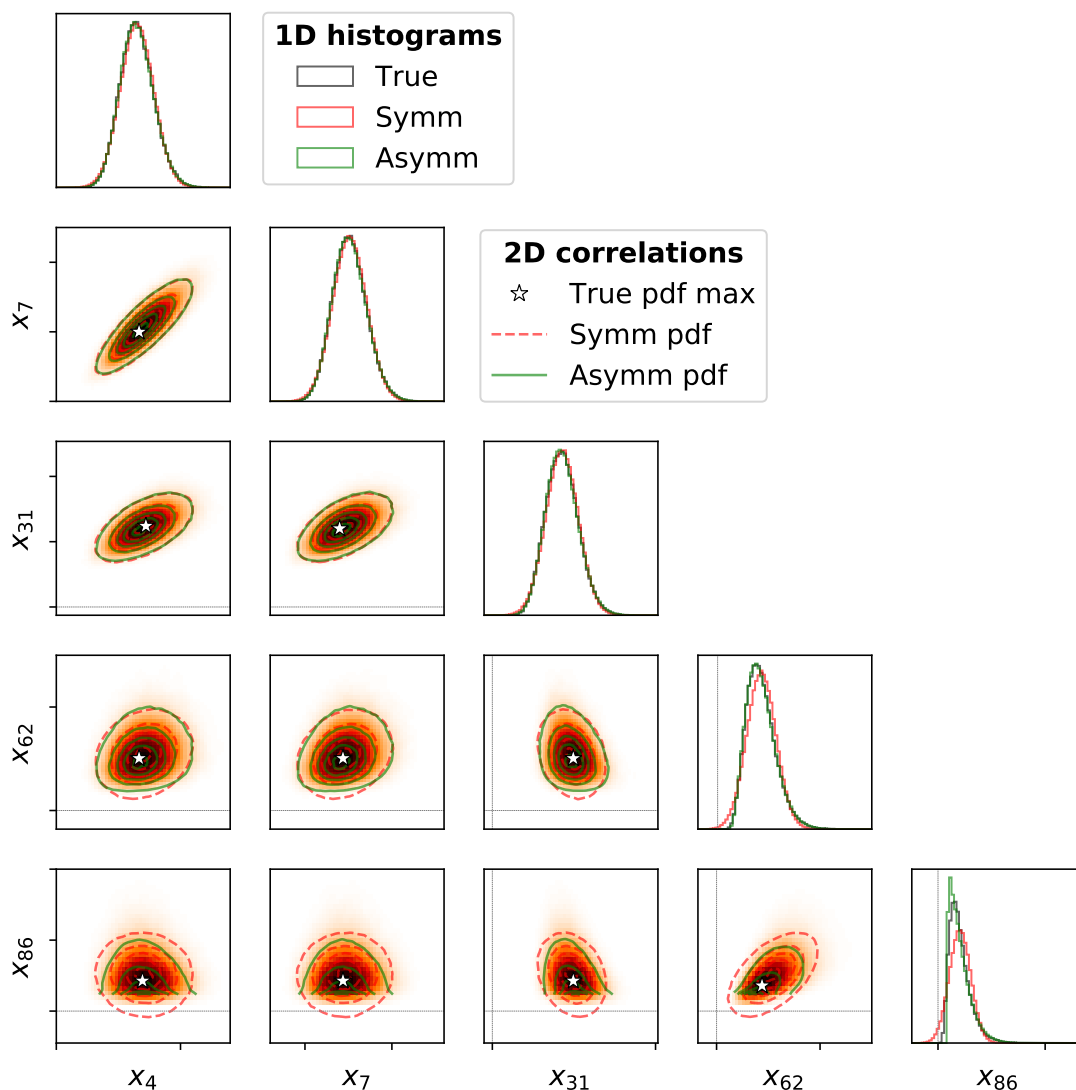 1D histograms
True
Symm
Asymm
x7
2D correlations
True pdf max
Symm pdf
Asymm pdf
x31
x62
x86
x4
x7
x31
x62
x86